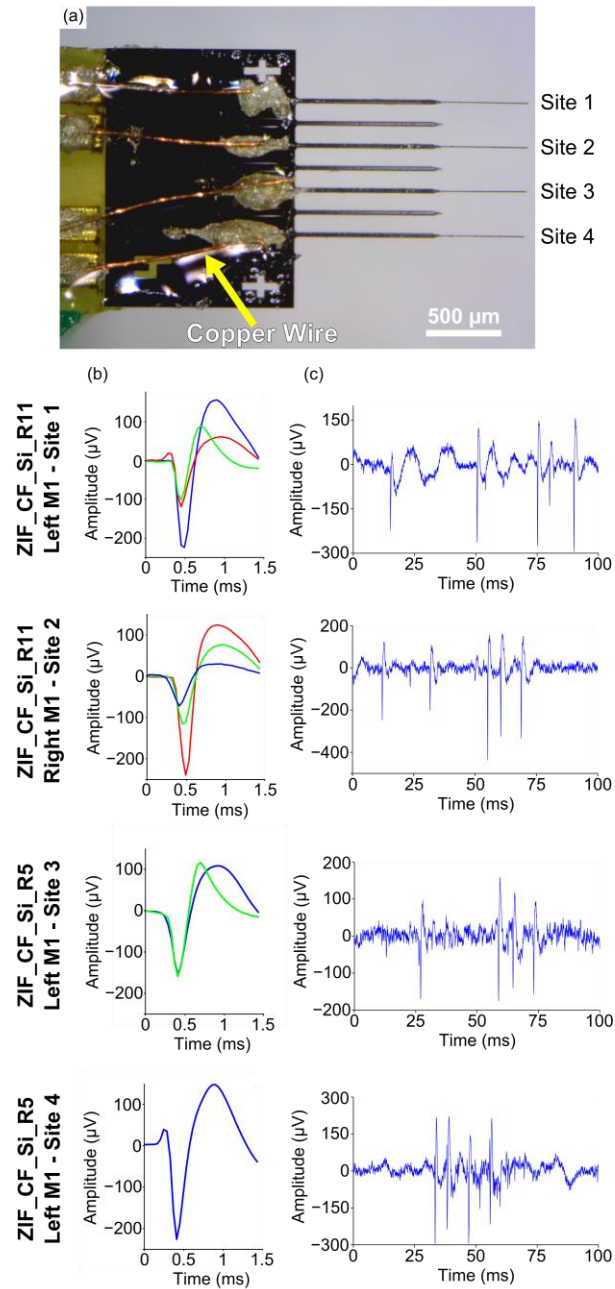 (a)
Site 1
Site 2
Site 3
Site 4
Copper Wire
500 µm
(b)
(c)
ZIF_CF_Si_R11
Left M1 - Site 1
Amplitude (µV)
100
0
−100
−200
0
0.5
1
1.5
Time (ms)
Amplitude (µV)
150
0
−150
−300
0
25
50
75
100
Time (ms)
ZIF_CF_Si_R11
Right M1 - Site 2
Amplitude (µV)
100
0
−100
−200
0
0.5
1
1.5
Time (ms)
Amplitude (µV)
200
0
−200
−400
0
25
50
75
100
Time (ms)
ZIF_CF_Si_R5
Left M1 - Site 3
Amplitude (µV)
100
0
−100
−200
0
0.5
1
1.5
Time (ms)
Amplitude (µV)
200
100
0
−100
−200
0
25
50
75
100
Time (ms)
ZIF_CF_Si_R5
Left M1 - Site 4
Amplitude (µV)
100
0
−100
−200
0
0.5
1
1.5
Time (ms)
Amplitude (µV)
300
150
0
−150
−300
0
25
50
75
100
Time (ms)